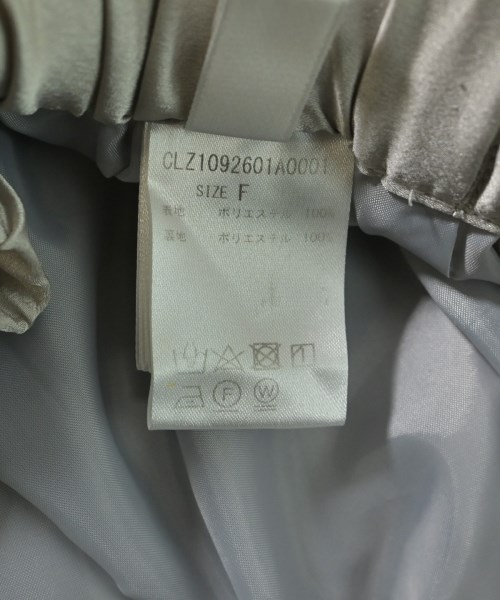 CLZ1092601A0001
SIZE F
表地 ポリエステル 100%
裏地 ポリエステル 100%
F W